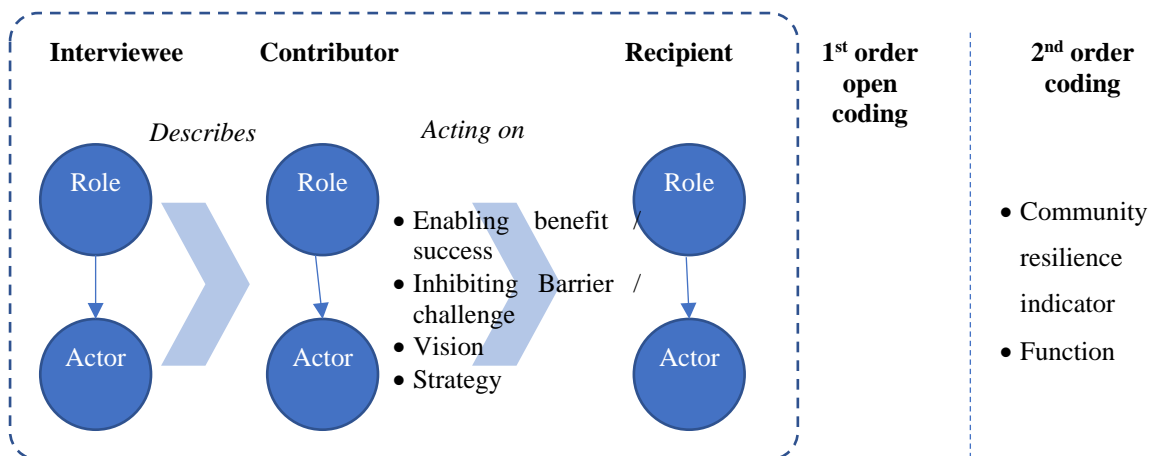 Interviewee
Contributor
Recipient
1st order
open
coding
2nd order
coding
Describes
Acting on
Role
Role
Role
• Enabling benefit /
success
• Inhibiting Barrier /
challenge
• Vision
• Strategy
Actor
Actor
Actor
• Community
resilience
indicator
• Function